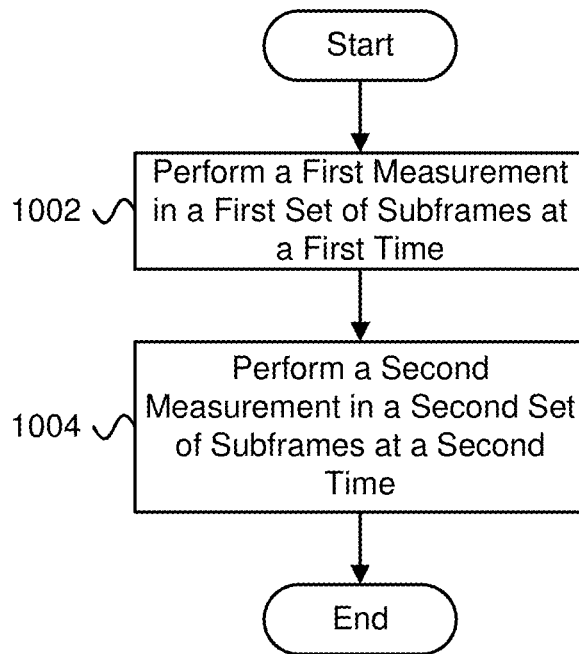 Start
Perform a First Measurement
in a First Set of Subframes at
a First Time
1002
Perform a Second
Measurement in a Second Set
of Subframes at a Second
Time
1004
End